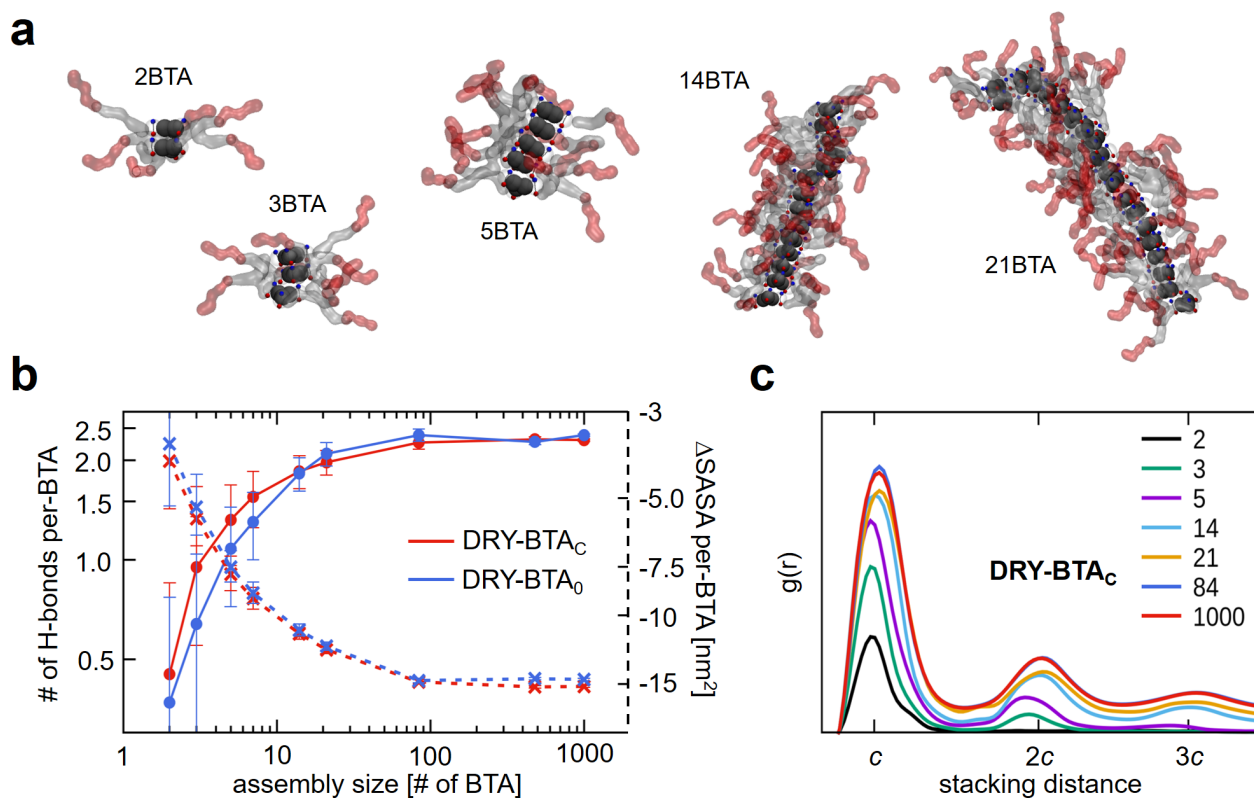 a
2BTA
3BTA
5BTA
14BTA
21BTA
b
# of H-bonds per-BTA
2.5
2.0
1.5
1.0
0.5
1
10
100
1000
assembly size [# of BTA]
DRY-BTAC
DRY-BTA0
-3
-5.0
-7.5
-10
-15
ΔSASA per-BTA [nm²]
c
g(r)
DRY-BTAC
2
3
5
14
21
84
1000
c
2c
3c
stacking distance